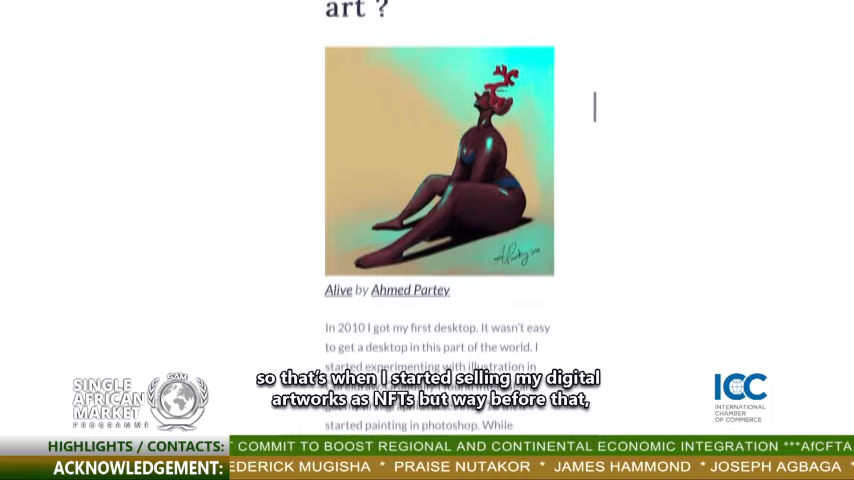 art ?
A.Partey
Alive by Ahmed Partey
In 2010 I got my first desktop. It wasn't easy
to get a desktop in this part of the world. I
started experimenting with illustration in
so that's when I started selling my digital
artworks as NFTs but way before that,
started painting in photoshop. While
SINGLE
AFRICAN
MARKET
PROGRAMME
SAM
ICC
INTERNATIONAL
CHAMBER
OF COMMERCE
HIGHLIGHTS / CONTACTS:
T COMMIT TO BOOST REGIONAL AND CONTINENTAL ECONOMIC INTEGRATION ***AfCFTA
ACKNOWLEDGEMENT:
EDERICK MUGISHA * PRAISE NUTAKOR * JAMES HAMMOND * JOSEPH AGBAGA *